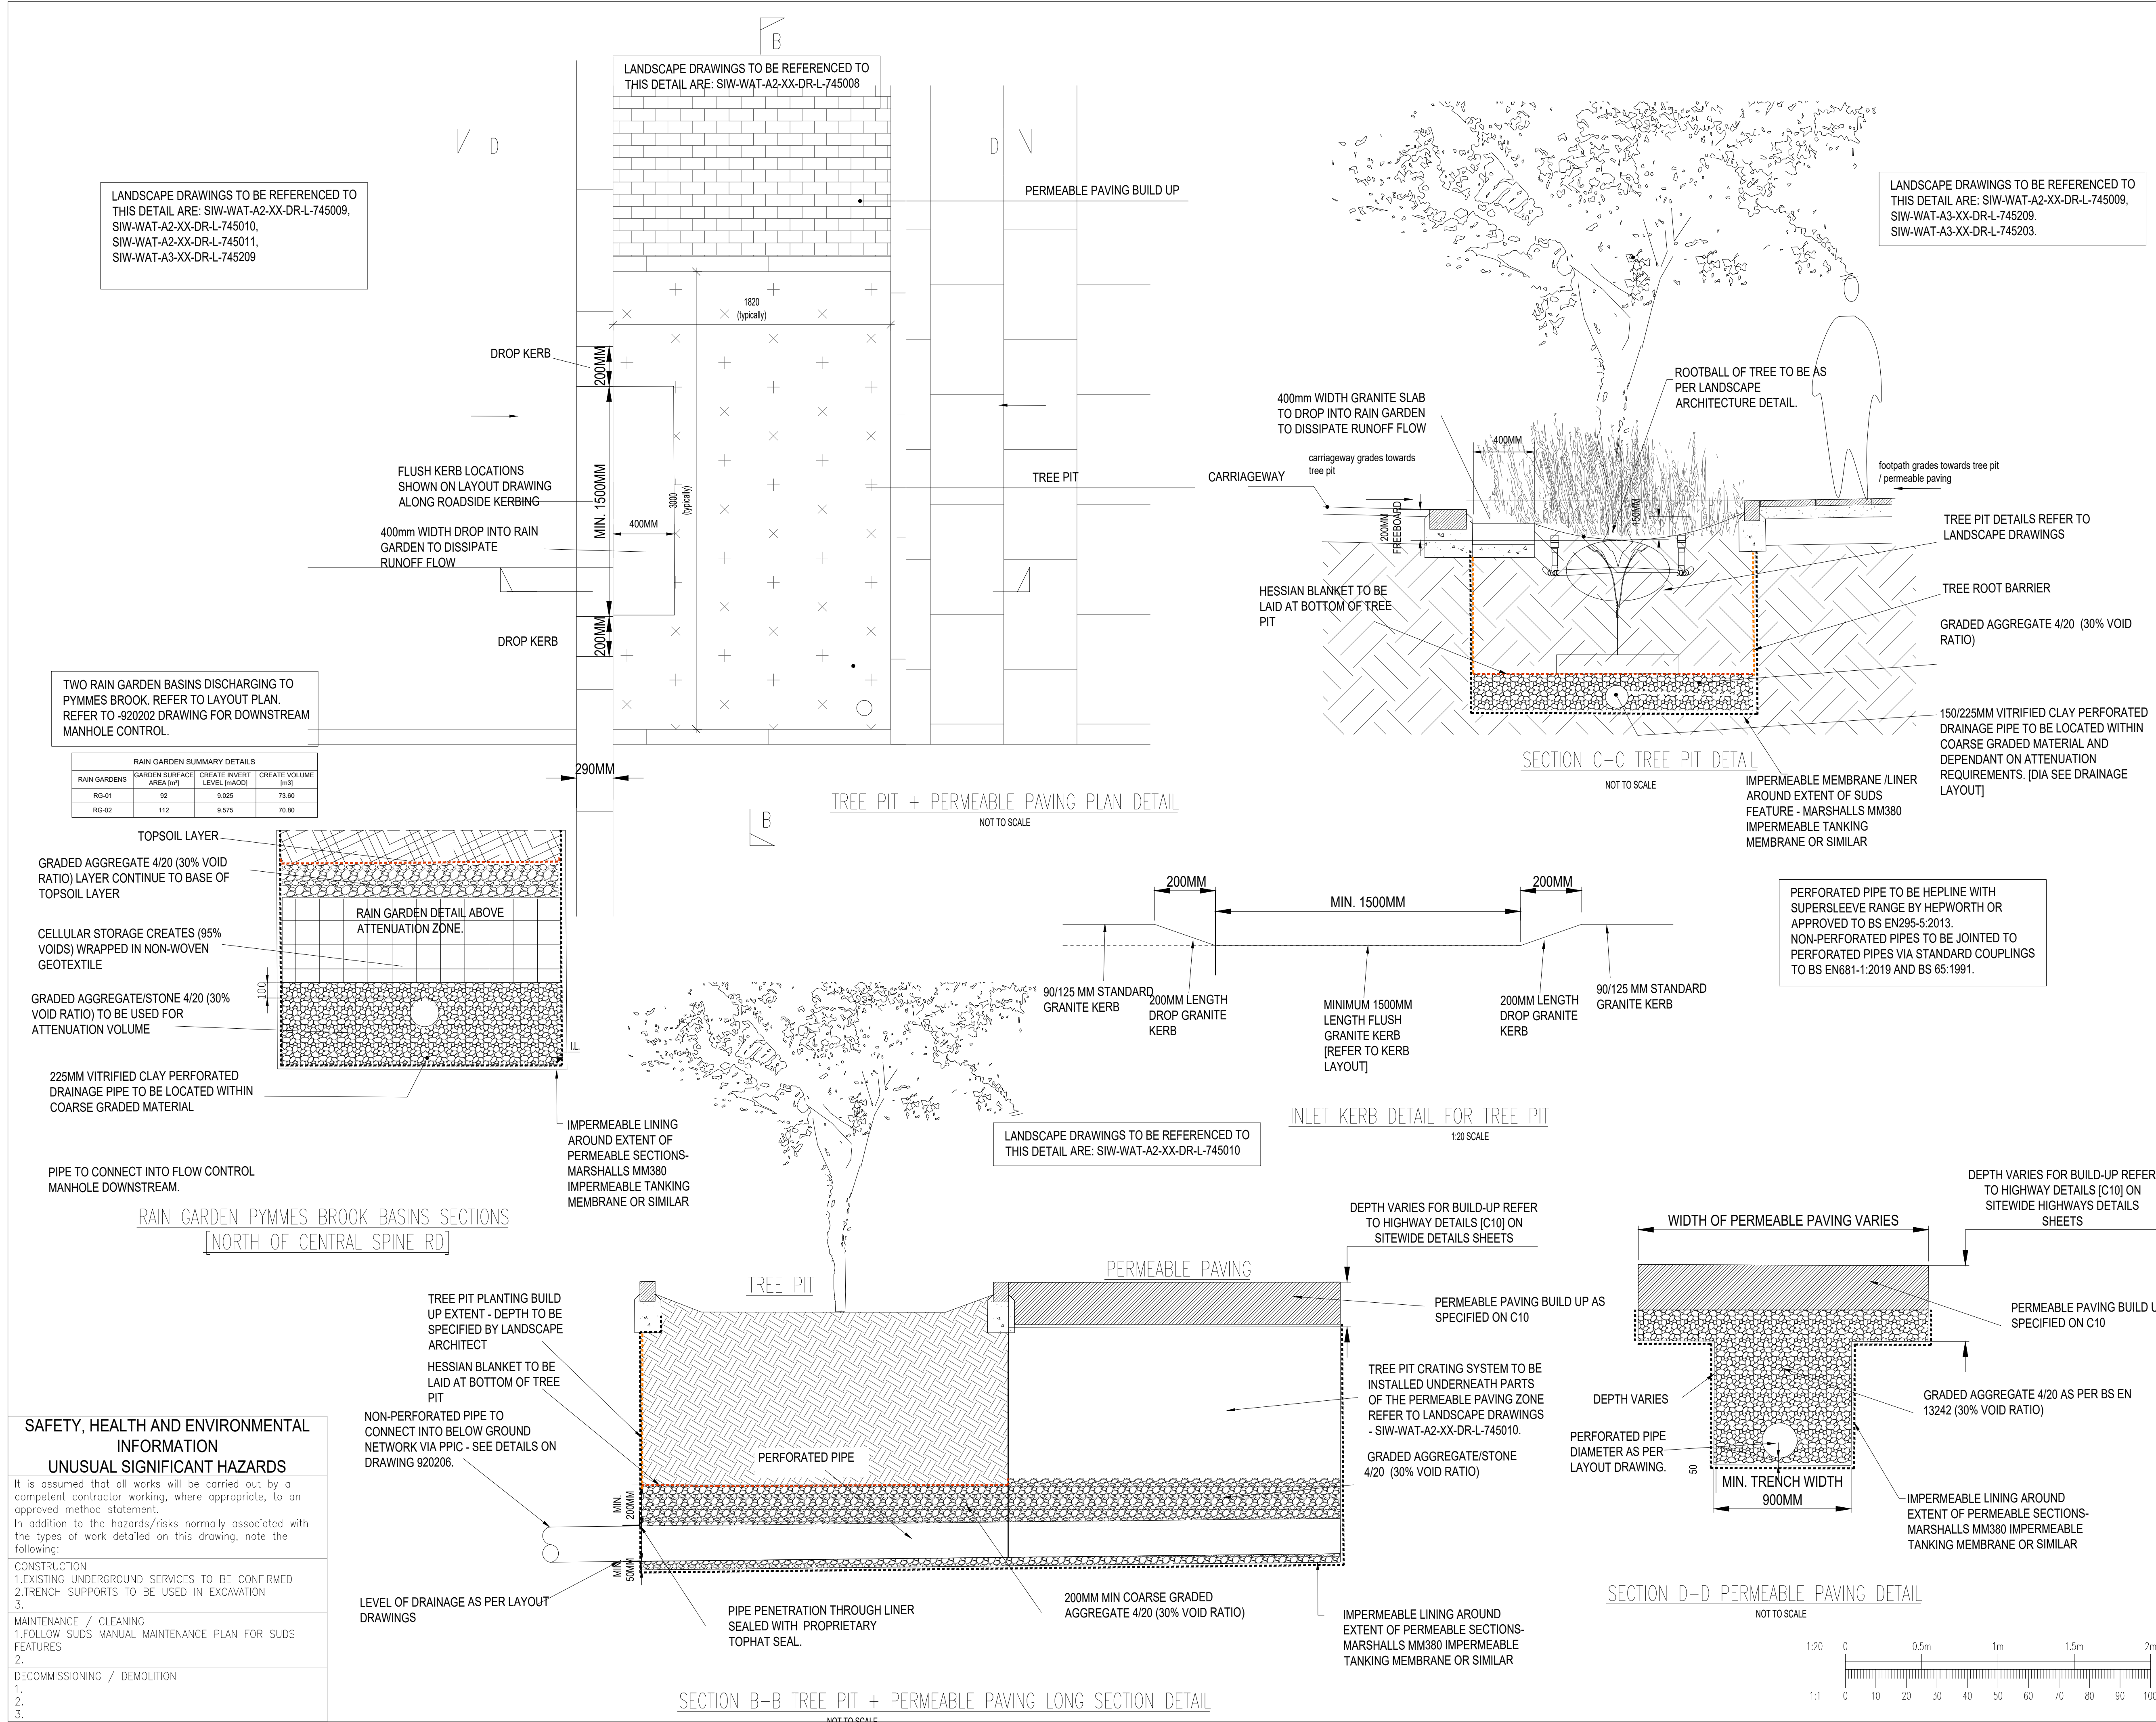 B
LANDSCAPE DRAWINGS TO BE REFERENCED TO
THIS DETAIL ARE: SIW-WAT-A2-XX-DR-L-745008
D
D
LANDSCAPE DRAWINGS TO BE REFERENCED TO
THIS DETAIL ARE: SIW-WAT-A2-XX-DR-L-745009,
SIW-WAT-A2-XX-DR-L-745010,
SIW-WAT-A2-XX-DR-L-745011,
SIW-WAT-A3-XX-DR-L-745209
PERMEABLE PAVING BUILD UP
1820
(typically)
DROP KERB
200MM
FLUSH KERB LOCATIONS
SHOWN ON LAYOUT DRAWING
ALONG ROADSIDE KERBING
MIN. 1500MM
3000
(typically)
TREE PIT
400MM
400mm WIDTH DROP INTO RAIN
GARDEN TO DISSIPATE
RUNOFF FLOW
DROP KERB
200MM
290MM
TREE PIT + PERMEABLE PAVING PLAN DETAIL
NOT TO SCALE
B
LANDSCAPE DRAWINGS TO BE REFERENCED TO
THIS DETAIL ARE: SIW-WAT-A2-XX-DR-L-745009,
SIW-WAT-A3-XX-DR-L-745209.
SIW-WAT-A3-XX-DR-L-745203.
ROOTBALL OF TREE TO BE AS
PER LANDSCAPE
ARCHITECTURE DETAIL.
400mm WIDTH GRANITE SLAB
TO DROP INTO RAIN GARDEN
TO DISSIPATE RUNOFF FLOW
400MM
carriageway grades towards
tree pit
CARRIAGEWAY
footpath grades towards tree pit
/ permeable paving
200MM
FREEBOARD
150MM
TREE PIT DETAILS REFER TO
LANDSCAPE DRAWINGS
HESSIAN BLANKET TO BE
LAID AT BOTTOM OF TREE
PIT
TREE ROOT BARRIER
GRADED AGGREGATE 4/20 (30% VOID
RATIO)
150/225MM VITRIFIED CLAY PERFORATED
DRAINAGE PIPE TO BE LOCATED WITHIN
COARSE GRADED MATERIAL AND
DEPENDANT ON ATTENUATION
REQUIREMENTS. [DIA SEE DRAINAGE
LAYOUT]
SECTION C-C TREE PIT DETAIL
NOT TO SCALE
IMPERMEABLE MEMBRANE /LINER
AROUND EXTENT OF SUDS
FEATURE - MARSHALLS MM380
IMPERMEABLE TANKING
MEMBRANE OR SIMILAR
TWO RAIN GARDEN BASINS DISCHARGING TO
PYMMES BROOK. REFER TO LAYOUT PLAN.
REFER TO -920202 DRAWING FOR DOWNSTREAM
MANHOLE CONTROL.
RAIN GARDEN SUMMARY DETAILS
RAIN GARDENS GARDEN SURFACE AREA [m²] CREATE INVERT LEVEL [mAOD] CREATE VOLUME [m3]
RG-01 92 9.025 73.60
RG-02 112 9.575 70.80
TOPSOIL LAYER
GRADED AGGREGATE 4/20 (30% VOID
RATIO) LAYER CONTINUE TO BASE OF
TOPSOIL LAYER
RAIN GARDEN DETAIL ABOVE
ATTENUATION ZONE.
CELLULAR STORAGE CREATES (95%
VOIDS) WRAPPED IN NON-WOVEN
GEOTEXTILE
100
GRADED AGGREGATE/STONE 4/20 (30%
VOID RATIO) TO BE USED FOR
ATTENUATION VOLUME
IL
225MM VITRIFIED CLAY PERFORATED
DRAINAGE PIPE TO BE LOCATED WITHIN
COARSE GRADED MATERIAL
IMPERMEABLE LINING
AROUND EXTENT OF
PERMEABLE SECTIONS-
MARSHALLS MM380
IMPERMEABLE TANKING
MEMBRANE OR SIMILAR
PIPE TO CONNECT INTO FLOW CONTROL
MANHOLE DOWNSTREAM.
RAIN GARDEN PYMMES BROOK BASINS SECTIONS
[NORTH OF CENTRAL SPINE RD]
200MM
MIN. 1500MM
200MM
90/125 MM STANDARD
GRANITE KERB
200MM LENGTH
DROP GRANITE
KERB
MINIMUM 1500MM
LENGTH FLUSH
GRANITE KERB
[REFER TO KERB
LAYOUT]
200MM LENGTH
DROP GRANITE
KERB
90/125 MM STANDARD
GRANITE KERB
INLET KERB DETAIL FOR TREE PIT
1:20 SCALE
PERFORATED PIPE TO BE HEPLINE WITH
SUPERSLEEVE RANGE BY HEPWORTH OR
APPROVED TO BS EN295-5:2013.
NON-PERFORATED PIPES TO BE JOINTED TO
PERFORATED PIPES VIA STANDARD COUPLINGS
TO BS EN681-1:2019 AND BS 65:1991.
LANDSCAPE DRAWINGS TO BE REFERENCED TO
THIS DETAIL ARE: SIW-WAT-A2-XX-DR-L-745010
DEPTH VARIES FOR BUILD-UP REFER
TO HIGHWAY DETAILS [C10] ON
SITEWIDE DETAILS SHEETS
TREE PIT
PERMEABLE PAVING
TREE PIT PLANTING BUILD
UP EXTENT - DEPTH TO BE
SPECIFIED BY LANDSCAPE
ARCHITECT
PERMEABLE PAVING BUILD UP AS
SPECIFIED ON C10
HESSIAN BLANKET TO BE
LAID AT BOTTOM OF TREE
PIT
TREE PIT CRATING SYSTEM TO BE
INSTALLED UNDERNEATH PARTS
OF THE PERMEABLE PAVING ZONE
REFER TO LANDSCAPE DRAWINGS
- SIW-WAT-A2-XX-DR-L-745010.
NON-PERFORATED PIPE TO
CONNECT INTO BELOW GROUND
NETWORK VIA PPIC - SEE DETAILS ON
DRAWING 920206.
PERFORATED PIPE
GRADED AGGREGATE/STONE
4/20 (30% VOID RATIO)
MIN.
200MM
MIN.
50MM
LEVEL OF DRAINAGE AS PER LAYOUT
DRAWINGS
PIPE PENETRATION THROUGH LINER
SEALED WITH PROPRIETARY
TOPHAT SEAL.
200MM MIN COARSE GRADED
AGGREGATE 4/20 (30% VOID RATIO)
IMPERMEABLE LINING AROUND
EXTENT OF PERMEABLE SECTIONS-
MARSHALLS MM380 IMPERMEABLE
TANKING MEMBRANE OR SIMILAR
SECTION B-B TREE PIT + PERMEABLE PAVING LONG SECTION DETAIL
NOT TO SCALE
DEPTH VARIES FOR BUILD-UP REFER
TO HIGHWAY DETAILS [C10] ON
SITEWIDE HIGHWAYS DETAILS
SHEETS
WIDTH OF PERMEABLE PAVING VARIES
PERMEABLE PAVING BUILD U
SPECIFIED ON C10
DEPTH VARIES
GRADED AGGREGATE 4/20 AS PER BS EN
13242 (30% VOID RATIO)
PERFORATED PIPE
DIAMETER AS PER
LAYOUT DRAWING.
50
MIN. TRENCH WIDTH
900MM
IMPERMEABLE LINING AROUND
EXTENT OF PERMEABLE SECTIONS-
MARSHALLS MM380 IMPERMEABLE
TANKING MEMBRANE OR SIMILAR
SECTION D-D PERMEABLE PAVING DETAIL
NOT TO SCALE
1:20 0 0.5m 1m 1.5m 2m
1:1 0 10 20 30 40 50 60 70 80 90 100
SAFETY, HEALTH AND ENVIRONMENTAL
INFORMATION
UNUSUAL SIGNIFICANT HAZARDS
It is assumed that all works will be carried out by a
competent contractor working, where appropriate, to an
approved method statement.
In addition to the hazards/risks normally associated with
the types of work detailed on this drawing, note the
following:
CONSTRUCTION
1.EXISTING UNDERGROUND SERVICES TO BE CONFIRMED
2.TRENCH SUPPORTS TO BE USED IN EXCAVATION
3.
MAINTENANCE / CLEANING
1.FOLLOW SUDS MANUAL MAINTENANCE PLAN FOR SUDS
FEATURES
2.
DECOMMISSIONING / DEMOLITION
1.
2.
3.